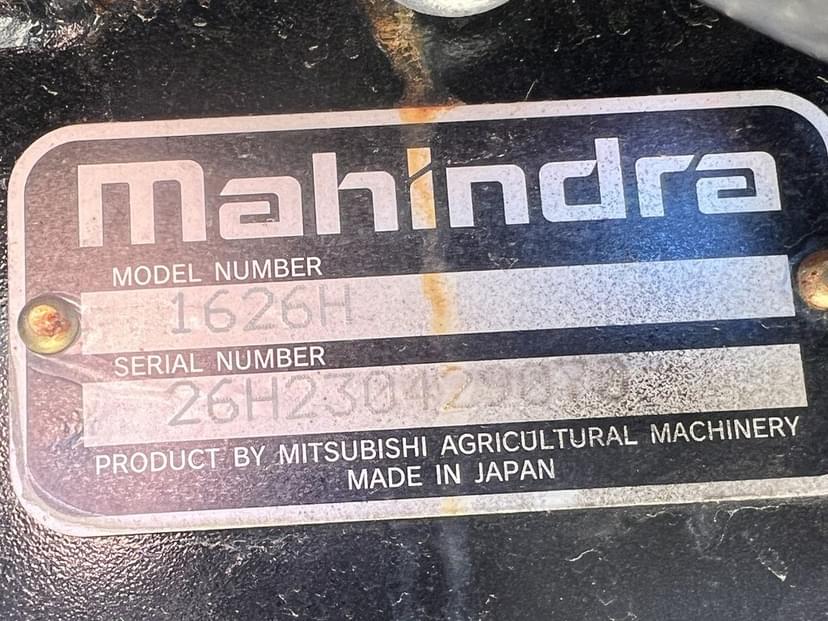 mahindra
MODEL NUMBER
1626H
SERIAL NUMBER
PRODUCT BY MITSUBISHI AGRICULTURAL MACHINERY
MADE IN JAPAN